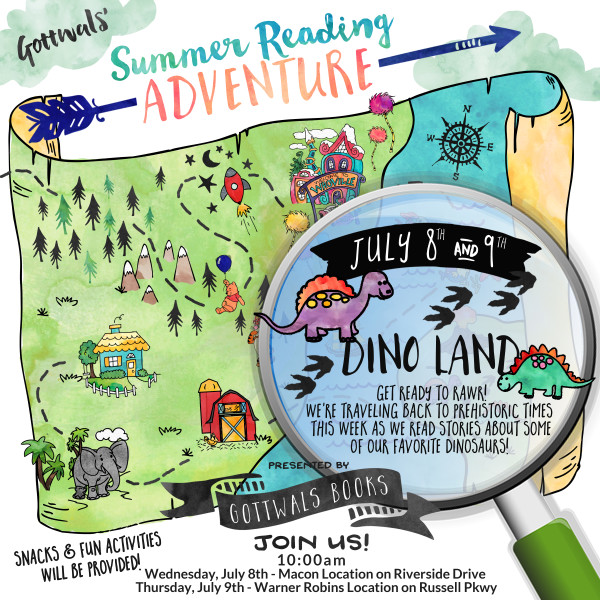 Gottwals'
Summer Reading
ADVENTURE
N
W E
S
WHOVILLE
JULY 8TH AND 9TH
DINO LAND
GET READY TO RAWR!
WE'RE TRAVELING BACK TO PREHISTORIC TIMES
THIS WEEK AS WE READ STORIES ABOUT SOME
OF OUR FAVORITE DINOSAURS!
PRESENTED BY
GOTTWALS BOOKS
SNACKS & FUN ACTIVITIES
WILL BE PROVIDED!
JOIN US!
10:00am
Wednesday, July 8th - Macon Location on Riverside Drive
Thursday, July 9th - Warner Robins Location on Russell Pkwy